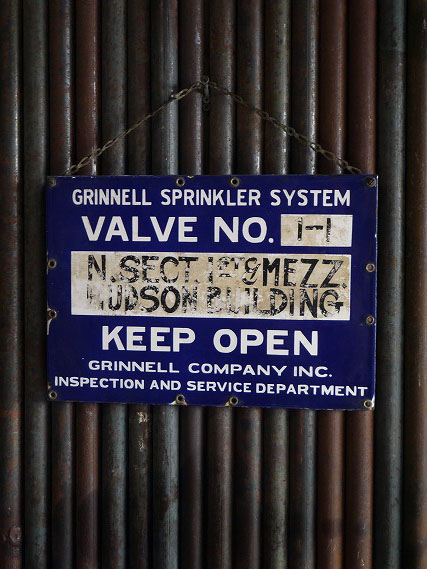 GRINNELL SPRINKLER SYSTEM
VALVE NO. 1-1
N. SECT. 1ST & MEZZ.
HUDSON BUILDING
KEEP OPEN
GRINNELL COMPANY INC.
INSPECTION AND SERVICE DEPARTMENT